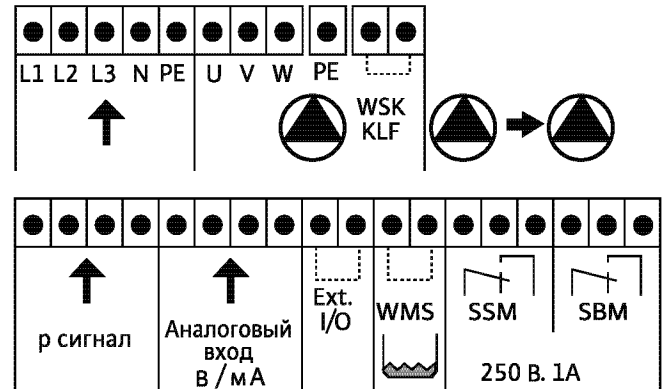 L1 L2 L3 N PE U V W PE
WSK
KLF
р сигнал
Аналоговый
вход
В / мА
Ext.
I/O
WMS
SSM
SBM
250 В. 1А